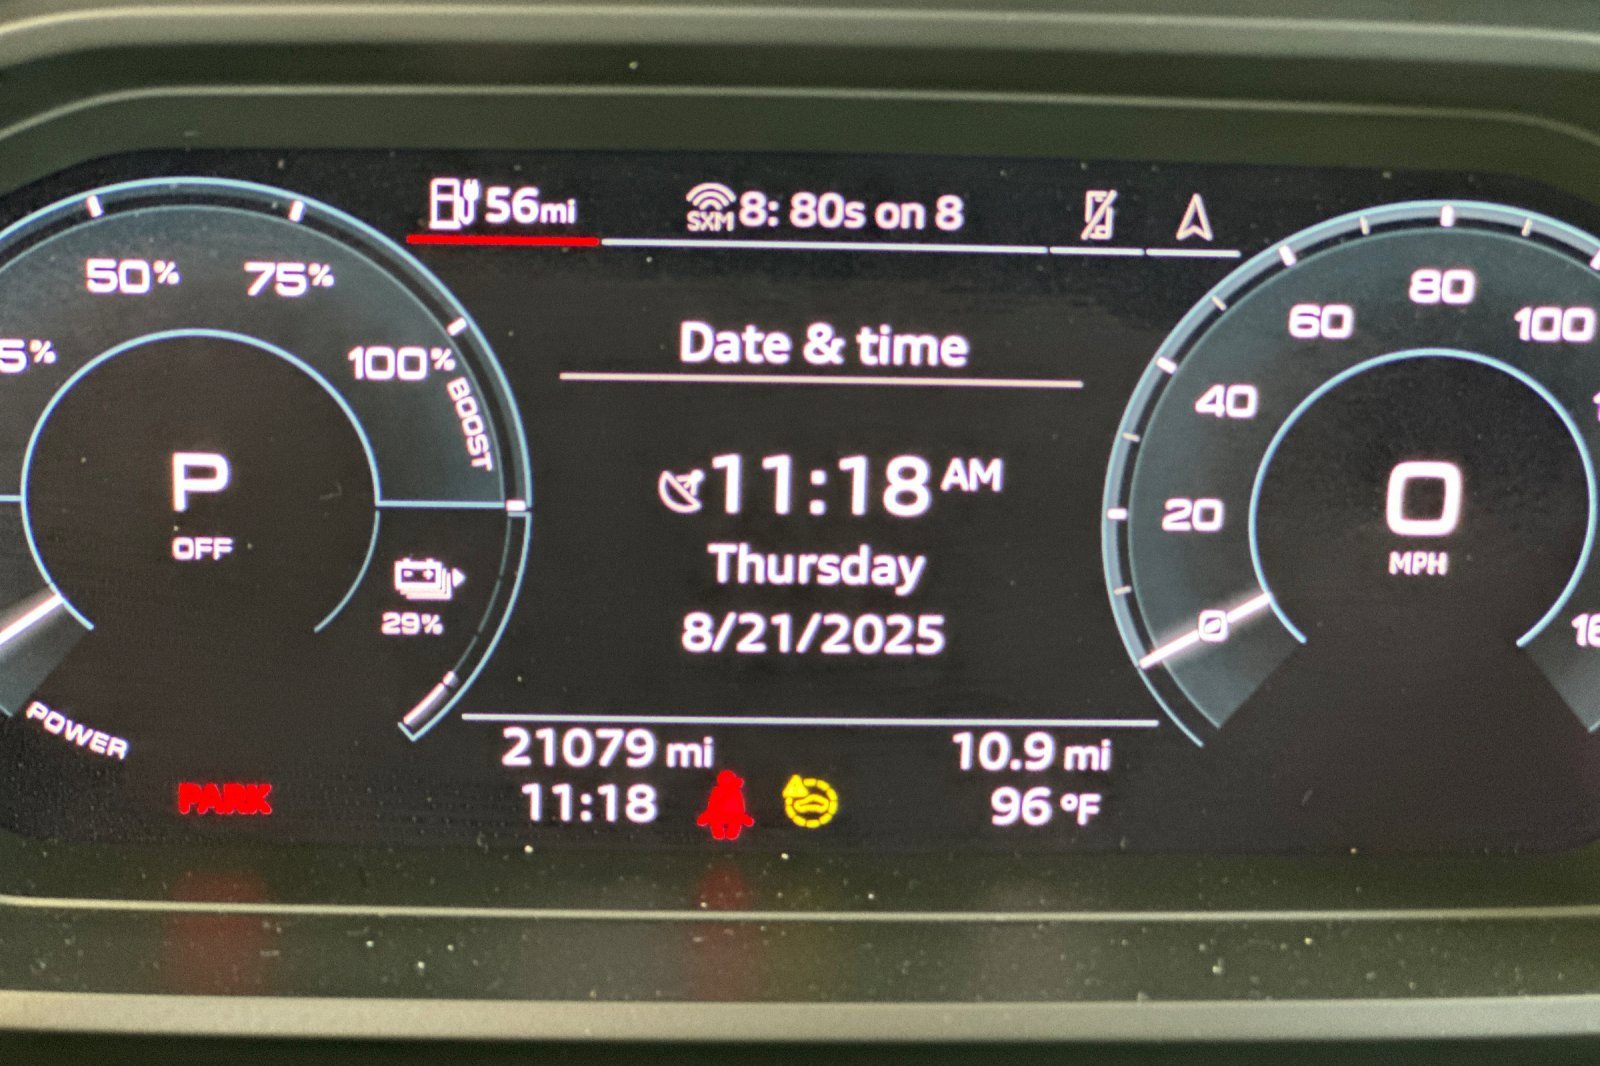 56mi
SXM 8: 80s on 8
50%
75%
5%
100%
BOOST
P
OFF
29%
POWER
PARK
Date & time
11:18 AM
Thursday
8/21/2025
21079 mi
10.9 mi
11:18
96 °F
0
20
40
60
80
100
0
MPH